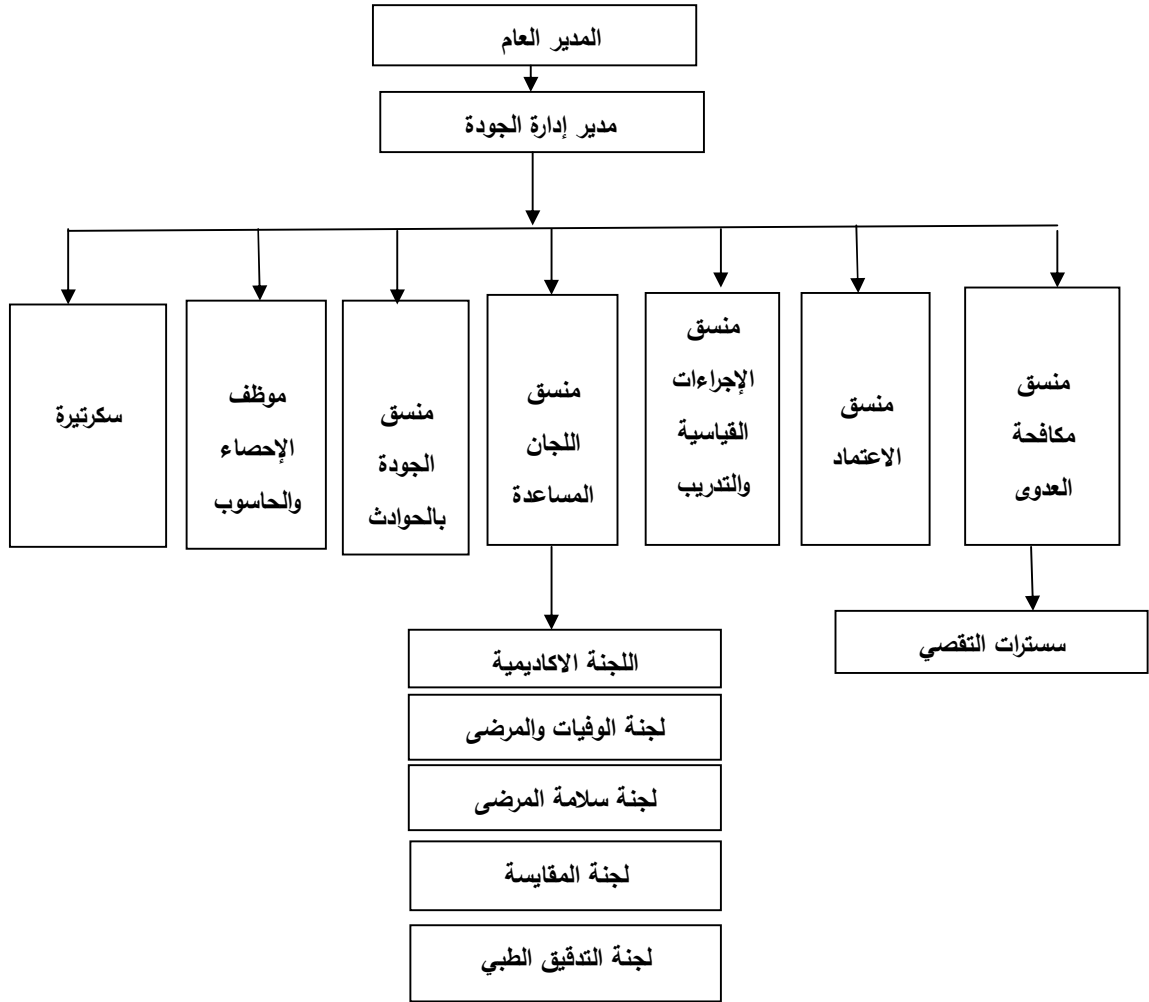 المدير العام
مدير إدارة الجودة
منسق
مكافحة
العدوى
منسق
الاعتماد
منسق
الإجراءات
القياسية
والتدريب
منسق
اللجان
المساعدة
منسق
الجودة
بالحوادث
موظف
الإحصاء
والحاسوب
سكرتيرة
سسترات التقصي
اللجنة الاكاديمية
لجنة الوفيات والمرضى
لجنة سلامة المرضى
لجنة المقايسة
لجنة التدقيق الطبي